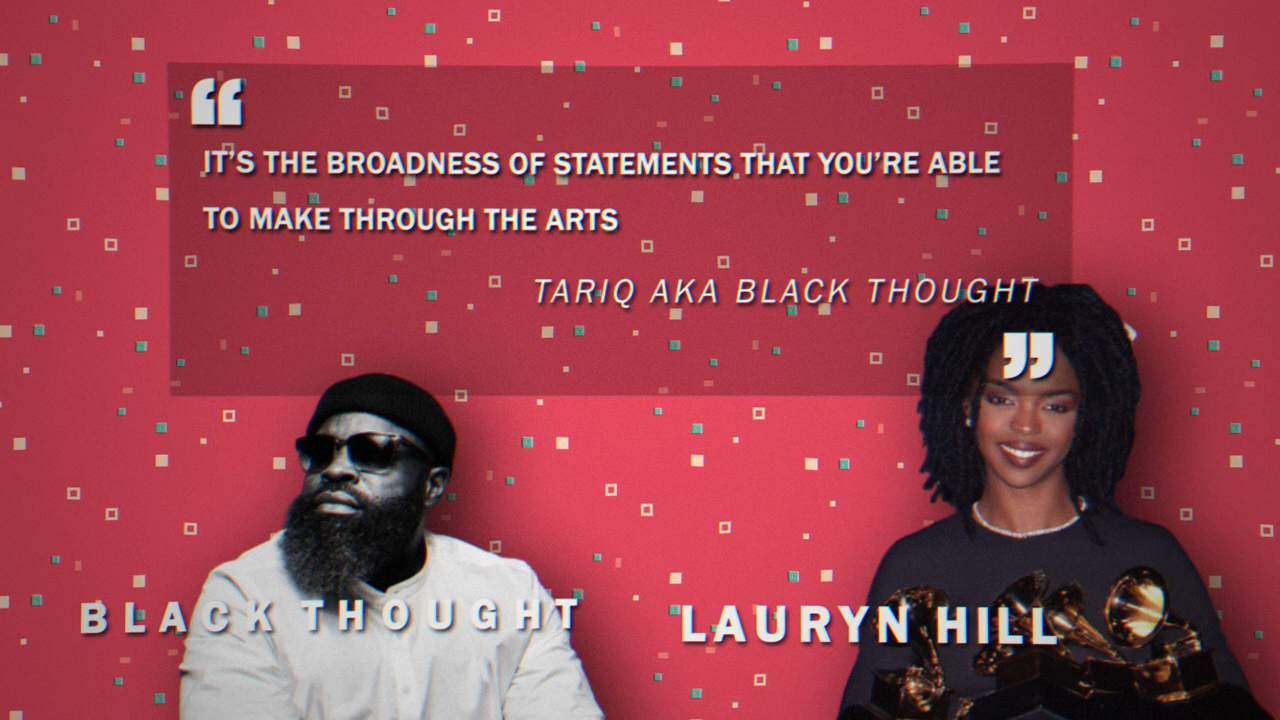 “
IT’S THE BROADNESS OF STATEMENTS THAT YOU’RE ABLE
TO MAKE THROUGH THE ARTS
TARIQ AKA BLACK THOUGHT
”
BLACK THOUGHT
LAURYN HILL